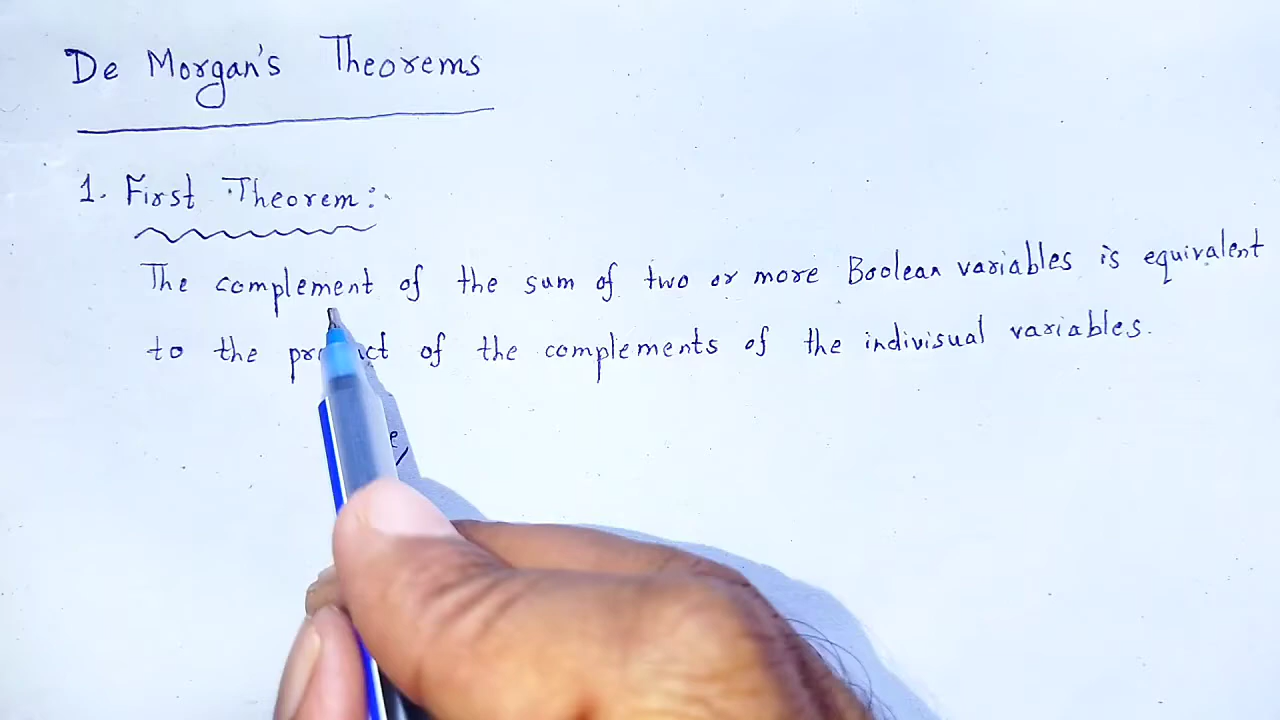 De Morgan's Theorems
1. First Theorem:-
The complement of the sum of two or more Boolean variables is equivalent
to the product of the complements of the indivisual variables.